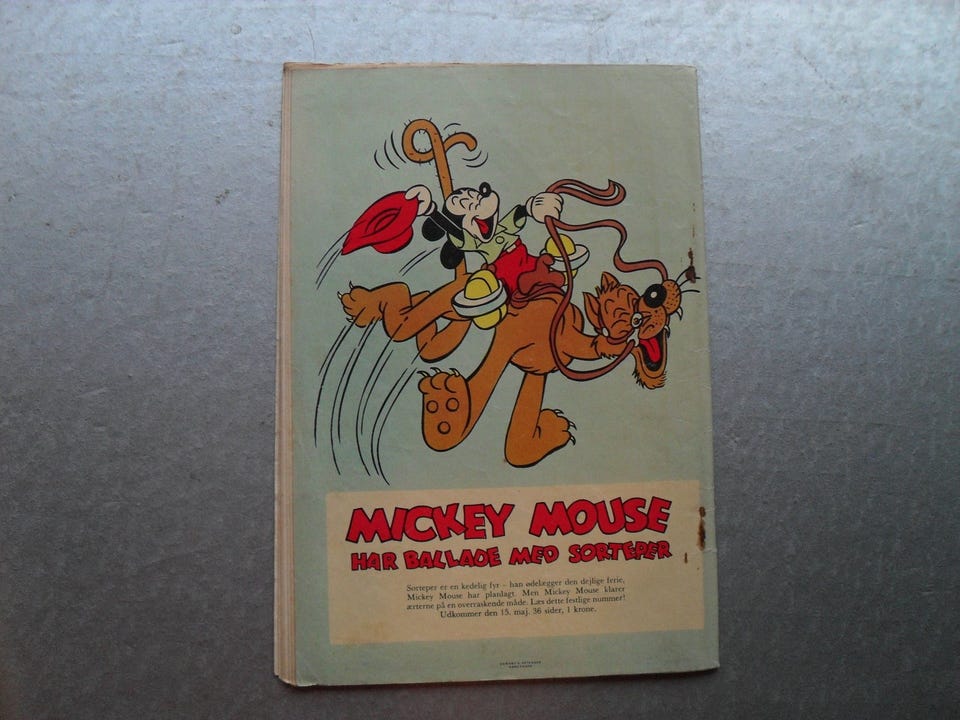 MICKEY MOUSE
HAR BALLADE MED SORTEPER
Sorteper er en kedelig fyr - han ødelægger den dejlige ferie,
Mickey Mouse har planlagt. Men Mickey Mouse klarer
ærterne på en overraskende måde. Læs dette festlige nummer!
Udkommer den 15. maj. 36 sider, 1 krone.